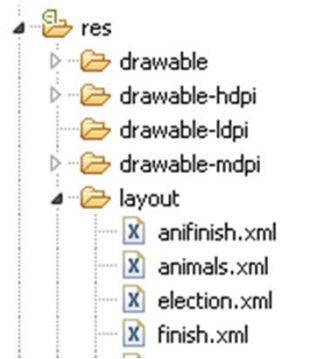 res
drawable
drawable-hdpi
drawable-ldpi
drawable-mdpi
layout
anifinish.xml
animals.xml
election.xml
finish.xml